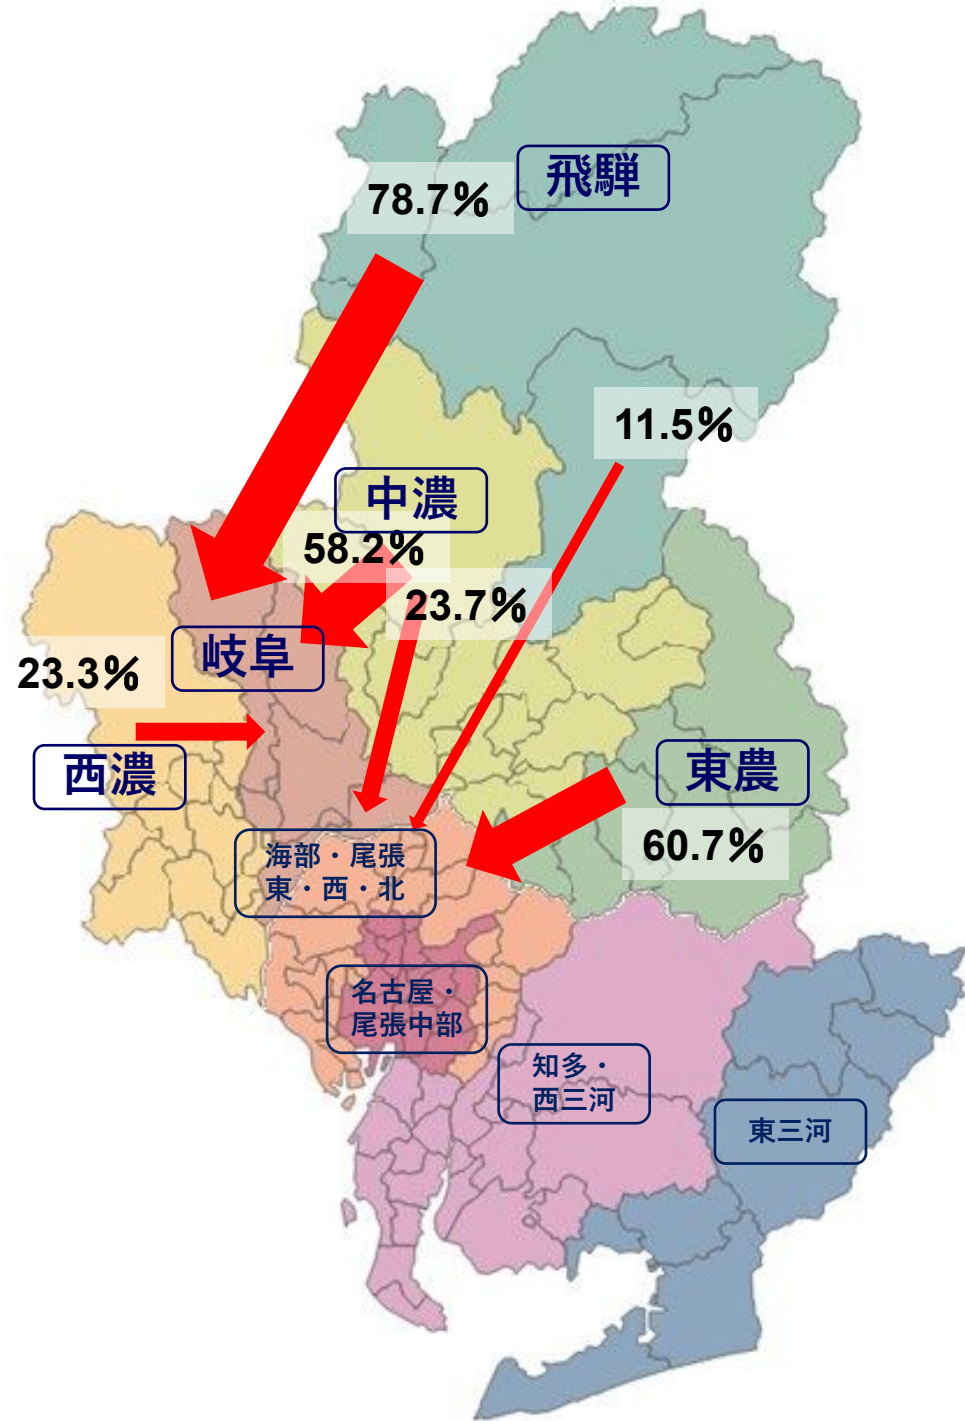 飛騨
78.7%
11.5%
中濃
58.2%
23.7%
岐阜
23.3%
西濃
東農
60.7%
海部・尾張
東・西・北
名古屋・
尾張中部
知多・
西三河
東三河